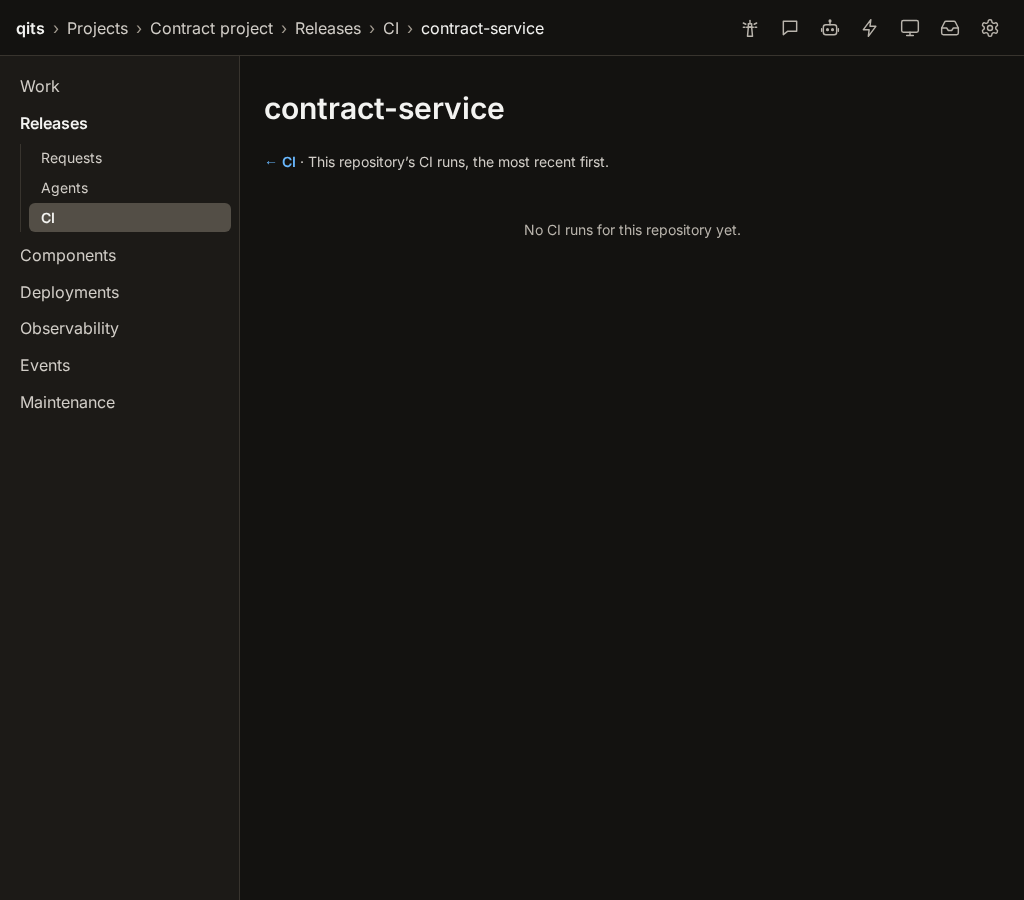 qits › Projects › Contract project › Releases › CI › contract-service
Work
Releases
Requests
Agents
CI
Components
Deployments
Observability
Events
Maintenance
contract-service
← CI · This repository’s CI runs, the most recent first.
No CI runs for this repository yet.